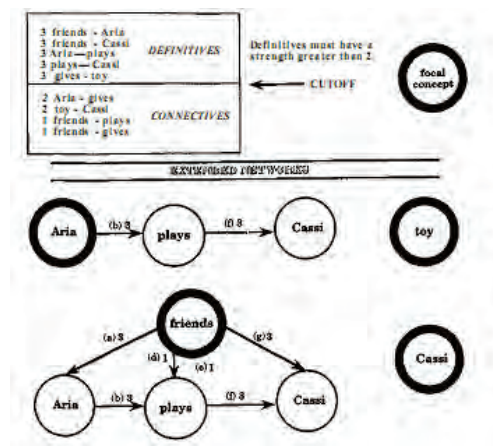 3 friends - Aria
3 friends - Cassi
3 Aria—plays
3 plays—Cassi
3 gives - toy
DEFINITIVES
Definitives must have a
strength greater than 2.
CUTOFF
focal
concept
2 Aria - gives
2 toy - Cassi
1 friends - plays
1 friends - gives
CONNECTIVES
EXTENDED NETWORKS
Aria
(b) 3
plays
(f) 3
Cassi
toy
friends
(a) 3
(d) 1
(e) 1
(g) 3
Cassi
Aria
(b) 3
plays
(f) 3
Cassi